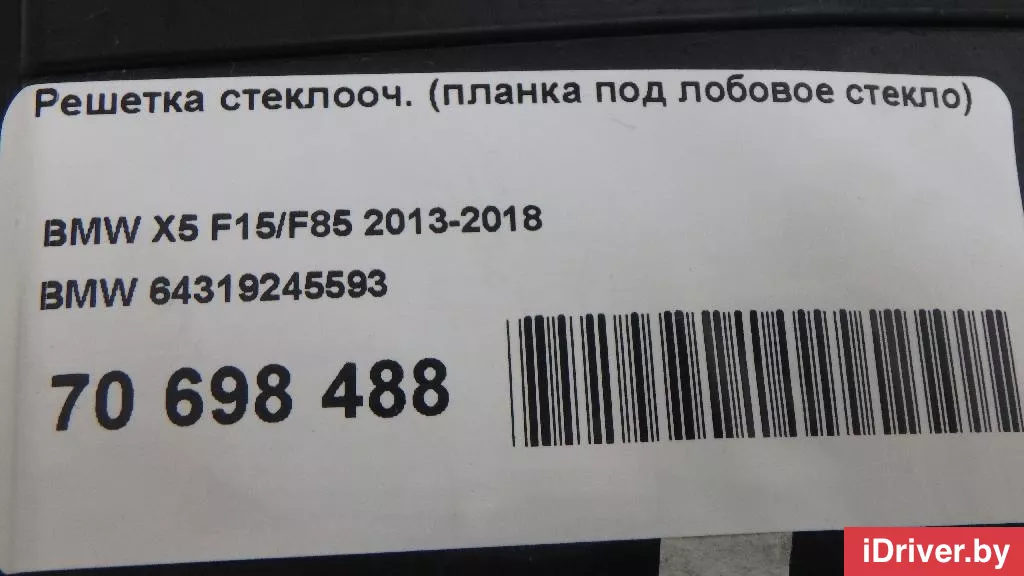 Решетка стеклооч. (планка под лобовое стекло)
BMW X5 F15/F85 2013-2018
BMW 64319245593
70 698 488
iDriver.by